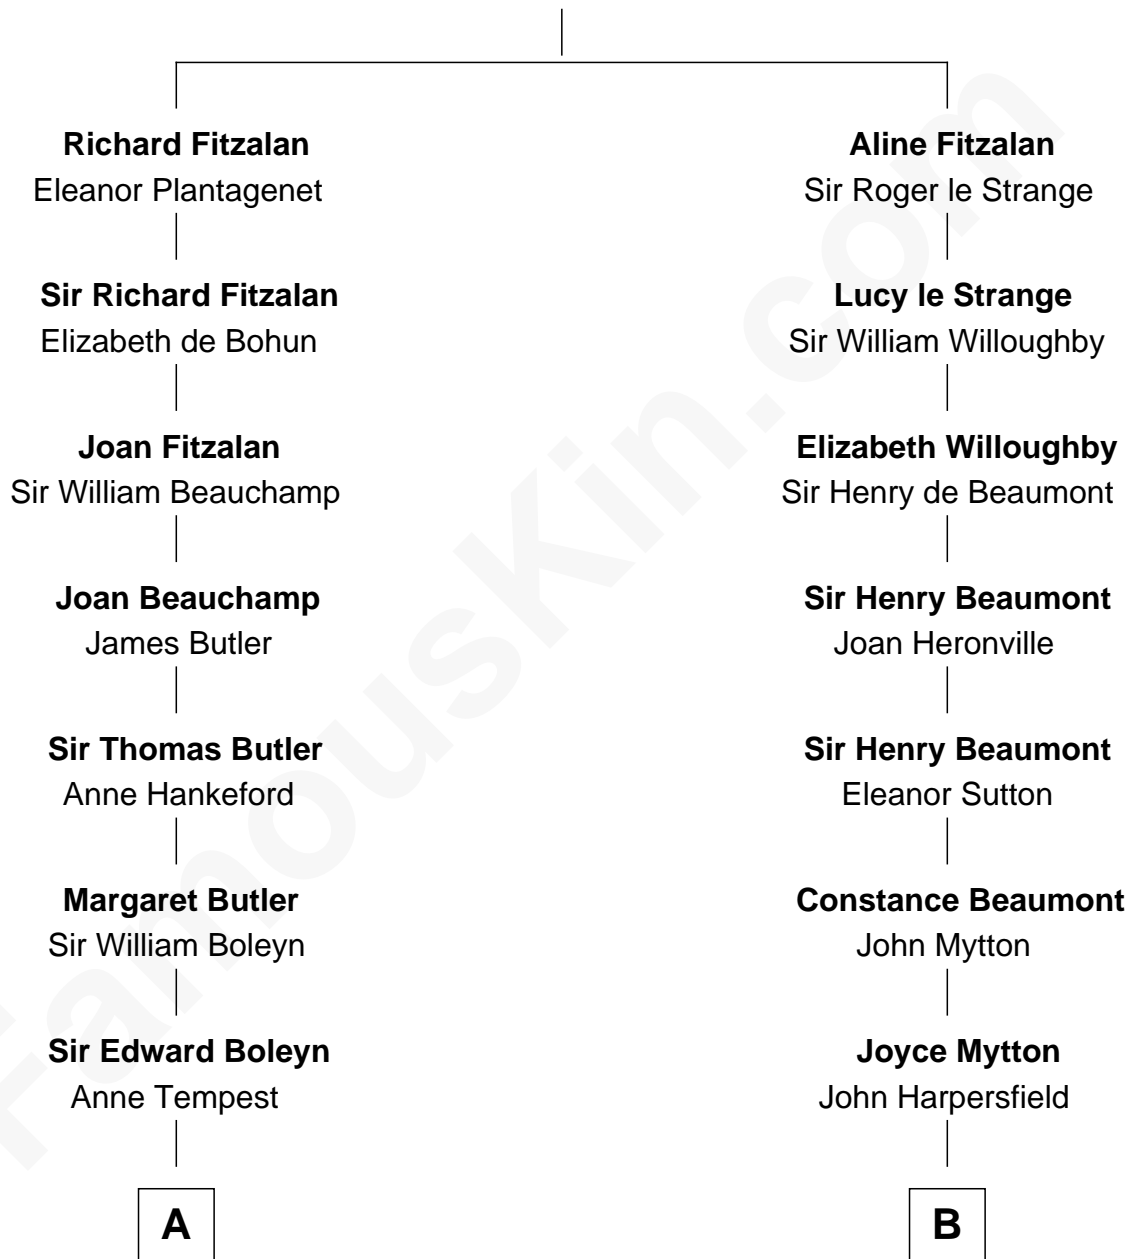 Richard Fitzalan
Eleanor Plantagenet
Sir Richard Fitzalan
Elizabeth de Bohun
Joan Fitzalan
Sir William Beauchamp
Joan Beauchamp
James Butler
Sir Thomas Butler
Anne Hankeford
Margaret Butler
Sir William Boleyn
Sir Edward Boleyn
Anne Tempest
A
Aline Fitzalan
Sir Roger le Strange
Lucy le Strange
Sir William Willoughby
Elizabeth Willoughby
Sir Henry de Beaumont
Sir Henry Beaumont
Joan Heronville
Sir Henry Beaumont
Eleanor Sutton
Constance Beaumont
John Mytton
Joyce Mytton
John Harpersfield
B
FamousKin.com